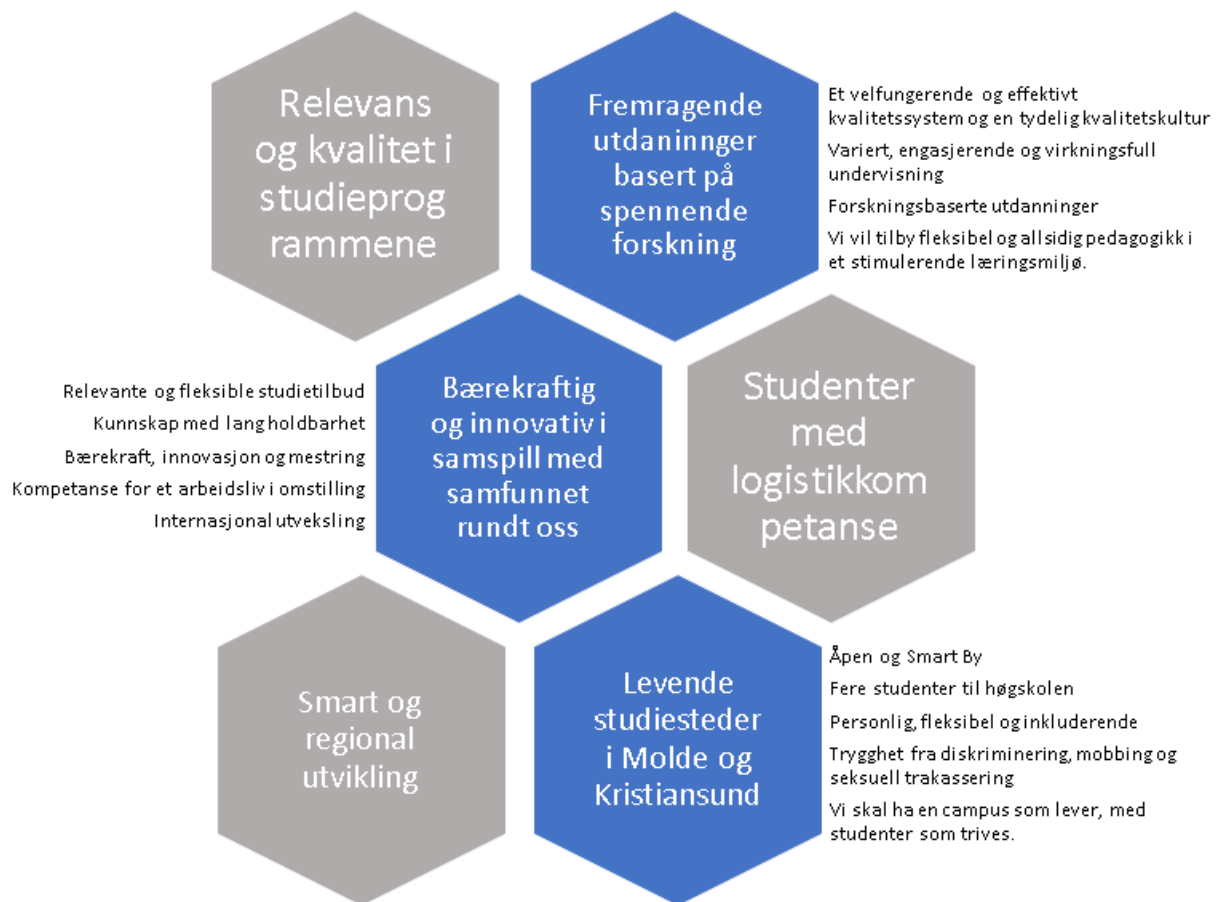 Relevans
og kvalitet i
studieprog
rammene
Fremragende
utdaninnger
basert på
spennende
forskning
Et velfungerende og effektivt
kvalitetssystem og en tydelig kvalitetskultur
Variert, engasjerende og virkningsfull
undervisning
Forskningsbaserte utdanninger
Vi vil tilby fleksibel og allsidig pedagogikk i
et stimulerende læringsmiljø.
Relevante og fleksible studietilbud
Kunnskap med lang holdbarhet
Bærekraft, innovasjon og mestring
Kompetanse for et arbeidsliv i omstilling
Internasjonal utveksling
Bærekraftig
og innovativ i
samspill med
samfunnet
rundt oss
Studenter
med
logistikkom
petanse
Smart og
regional
utvikling
Levende
studiesteder
i Molde og
Kristiansund
Åpen og Smart By
Fere studenter til høgskolen
Personlig, fleksibel og inkluderende
Trygghet fra diskriminering, mobbing og
seksuell trakassering
Vi skal ha en campus som lever, med
studenter som trives.